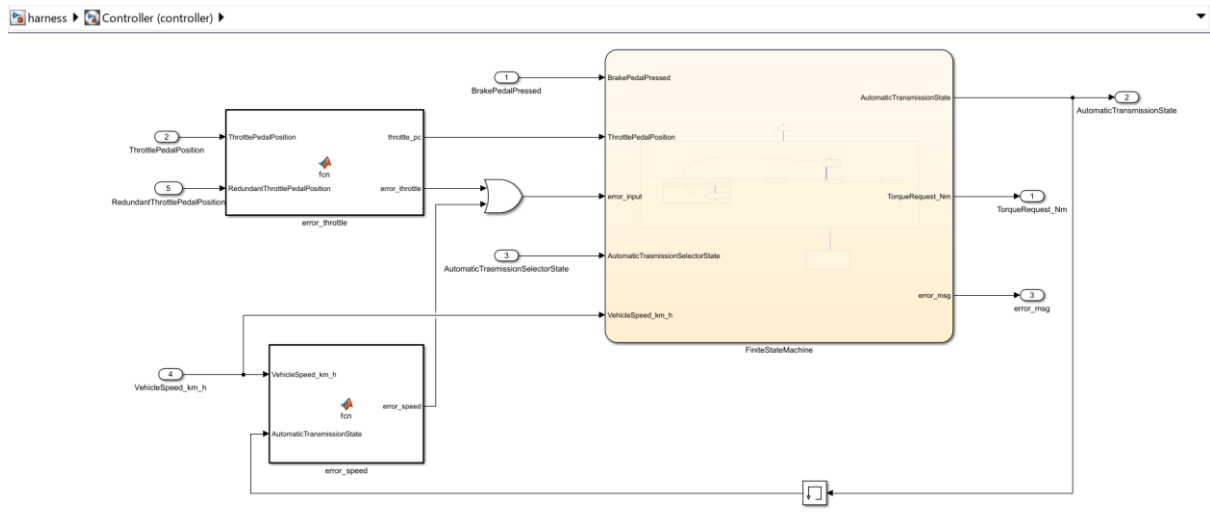 harness ▶ Controller (controller) ▶
1
BrakePedalPressed
BrakePedalPressed
AutomaticTransmissionState
2
AutomaticTransmissionState
2
ThrottlePedalPosition
ThrottlePedalPosition
throttle_pc
ThrottlePedalPosition
fcn
5
RedundantThrottlePedalPosition
RedundantThrottlePedalPosition
error_throttle
error_throttle
error_input
TorqueRequest_Nm
1
TorqueRequest_Nm
3
AutomaticTrasmissionSelectorState
AutomaticTrasmissionSelectorState
error_msg
3
error_msg
VehicleSpeed_km_h
FiniteStateMachine
4
VehicleSpeed_km_h
VehicleSpeed_km_h
fcn
error_speed
AutomaticTransmissionState
error_speed